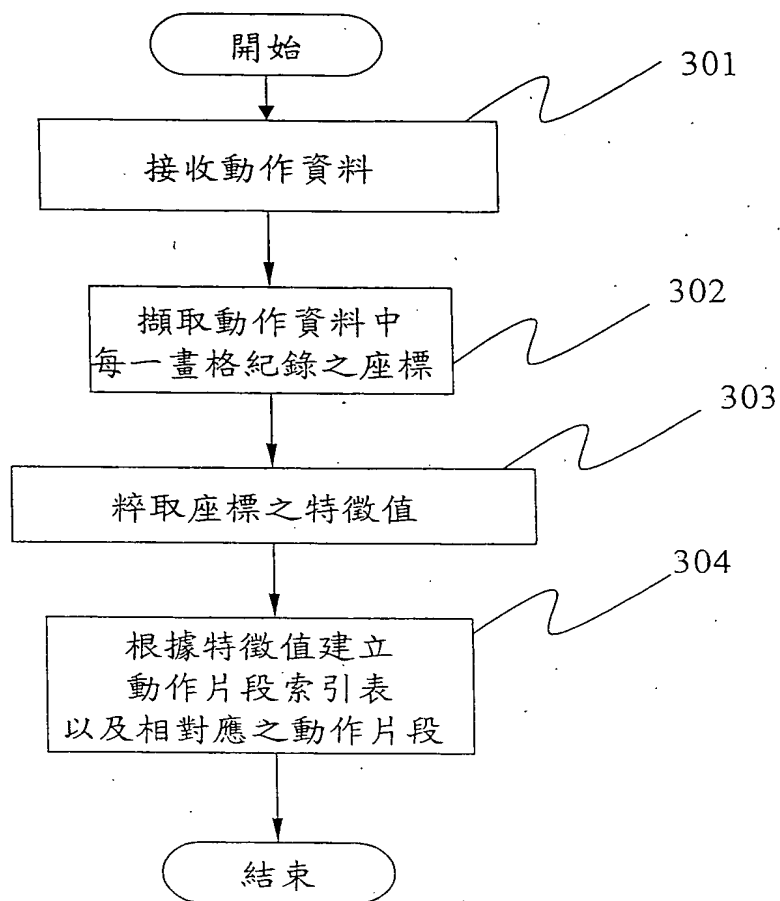 開始
301
接收動作資料
302
擷取動作資料中
每一畫格紀錄之座標
303
粹取座標之特徵值
304
根據特徵值建立
動作片段索引表
以及相對應之動作片段
結束